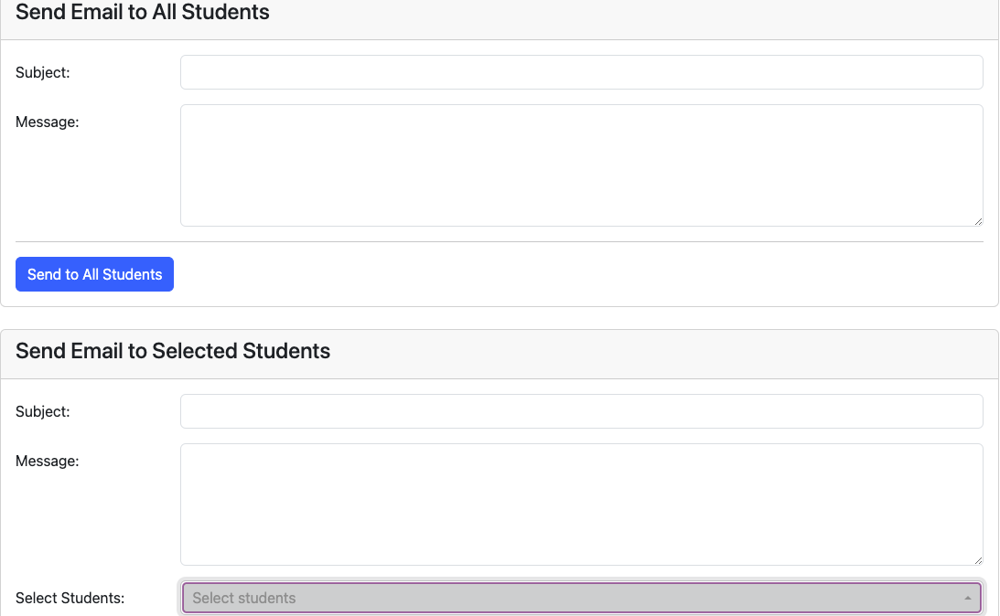 Send Email to All Students
Subject:
Message:
Send to All Students
Send Email to Selected Students
Subject:
Message:
Select Students:
Select students